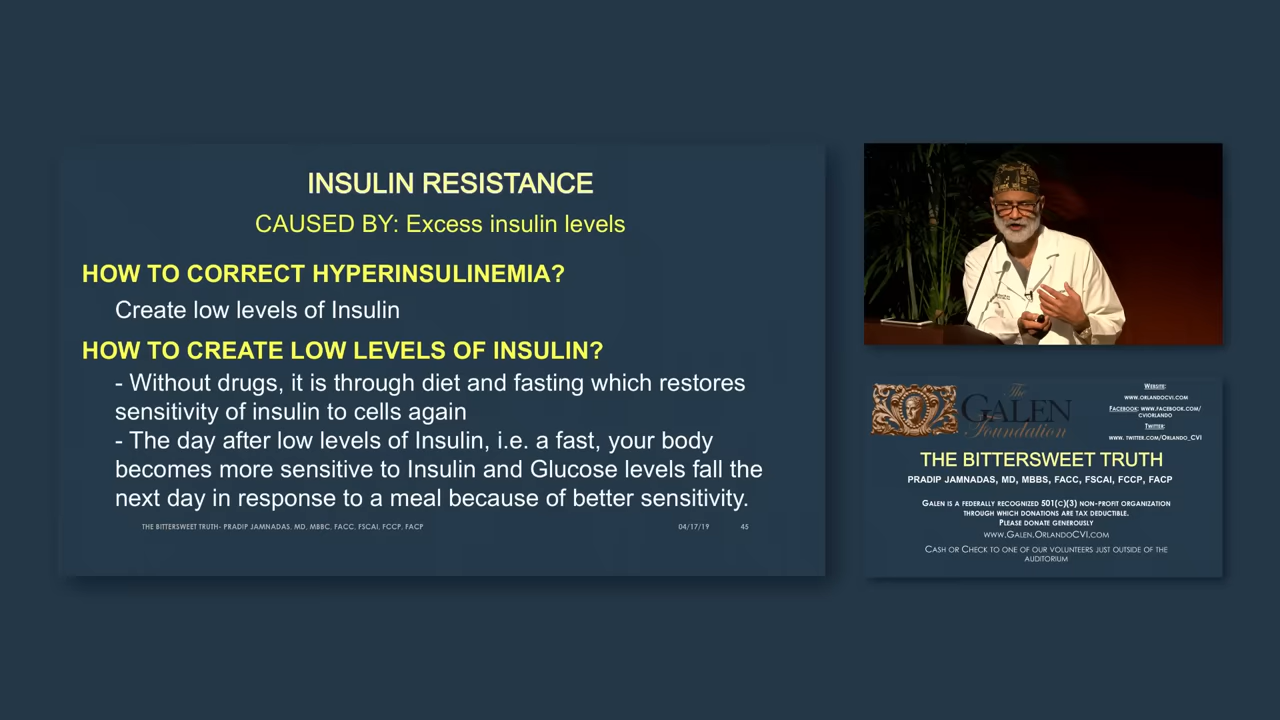 INSULIN RESISTANCE
CAUSED BY: Excess insulin levels
HOW TO CORRECT HYPERINSULINEMIA?
Create low levels of Insulin
HOW TO CREATE LOW LEVELS OF INSULIN?
- Without drugs, it is through diet and fasting which restores
sensitivity of insulin to cells again
- The day after low levels of Insulin, i.e. a fast, your body
becomes more sensitive to Insulin and Glucose levels fall the
next day in response to a meal because of better sensitivity.
THE BITTERSWEET TRUTH- PRADIP JAMNADAS, MD, MBBC, FACC, FSCAI, FCCP, FACP 04/17/19 45
The
GALEN
Foundation
WEBSITE:
WWW.ORLANDOCVI.COM
FACEBOOK: WWW.FACEBOOK.COM/
CVIORLANDO
TWITTER:
WWW. TWITTER.COM/ORLANDO_CVI
THE BITTERSWEET TRUTH
PRADIP JAMNADAS, MD, MBBS, FACC, FSCAI, FCCP, FACP
GALEN IS A FEDERALLY RECOGNIZED 501(C)(3) NON-PROFIT ORGANIZATION
THROUGH WHICH DONATIONS ARE TAX DEDUCTIBLE.
PLEASE DONATE GENEROUSLY
WWW.GALEN.ORLANDOCVI.COM
CASH OR CHECK TO ONE OF OUR VOLUNTEERS JUST OUTSIDE OF THE
AUDITORIUM